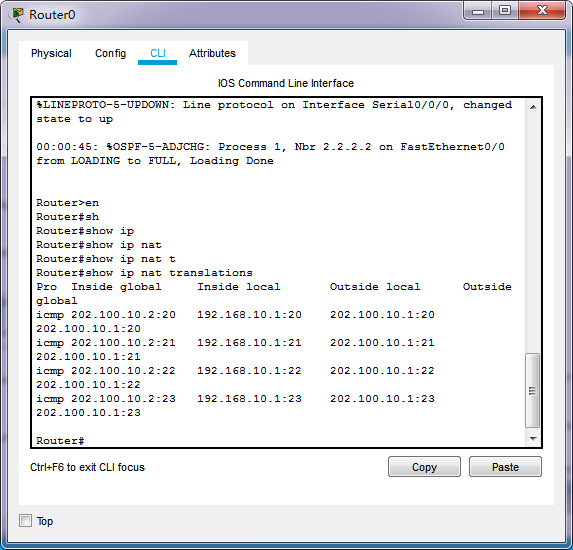 Router0
Physical Config CLI Attributes
IOS Command Line Interface
%LINEPROTO-5-UPDOWN: Line protocol on Interface Serial0/0/0, changed
state to up
00:00:45: %OSPF-5-ADJCHG: Process 1, Nbr 2.2.2.2 on FastEthernet0/0
from LOADING to FULL, Loading Done
Router>en
Router#sh
Router#show ip
Router#show ip nat
Router#show ip nat t
Router#show ip nat translations
Pro Inside global Inside local Outside local Outside
global
icmp 202.100.10.2:20 192.168.10.1:20 202.100.10.1:20
202.100.10.1:20
icmp 202.100.10.2:21 192.168.10.1:21 202.100.10.1:21
202.100.10.1:21
icmp 202.100.10.2:22 192.168.10.1:22 202.100.10.1:22
202.100.10.1:22
icmp 202.100.10.2:23 192.168.10.1:23 202.100.10.1:23
202.100.10.1:23
Router#
Ctrl+F6 to exit CLI focus Copy Paste
Top